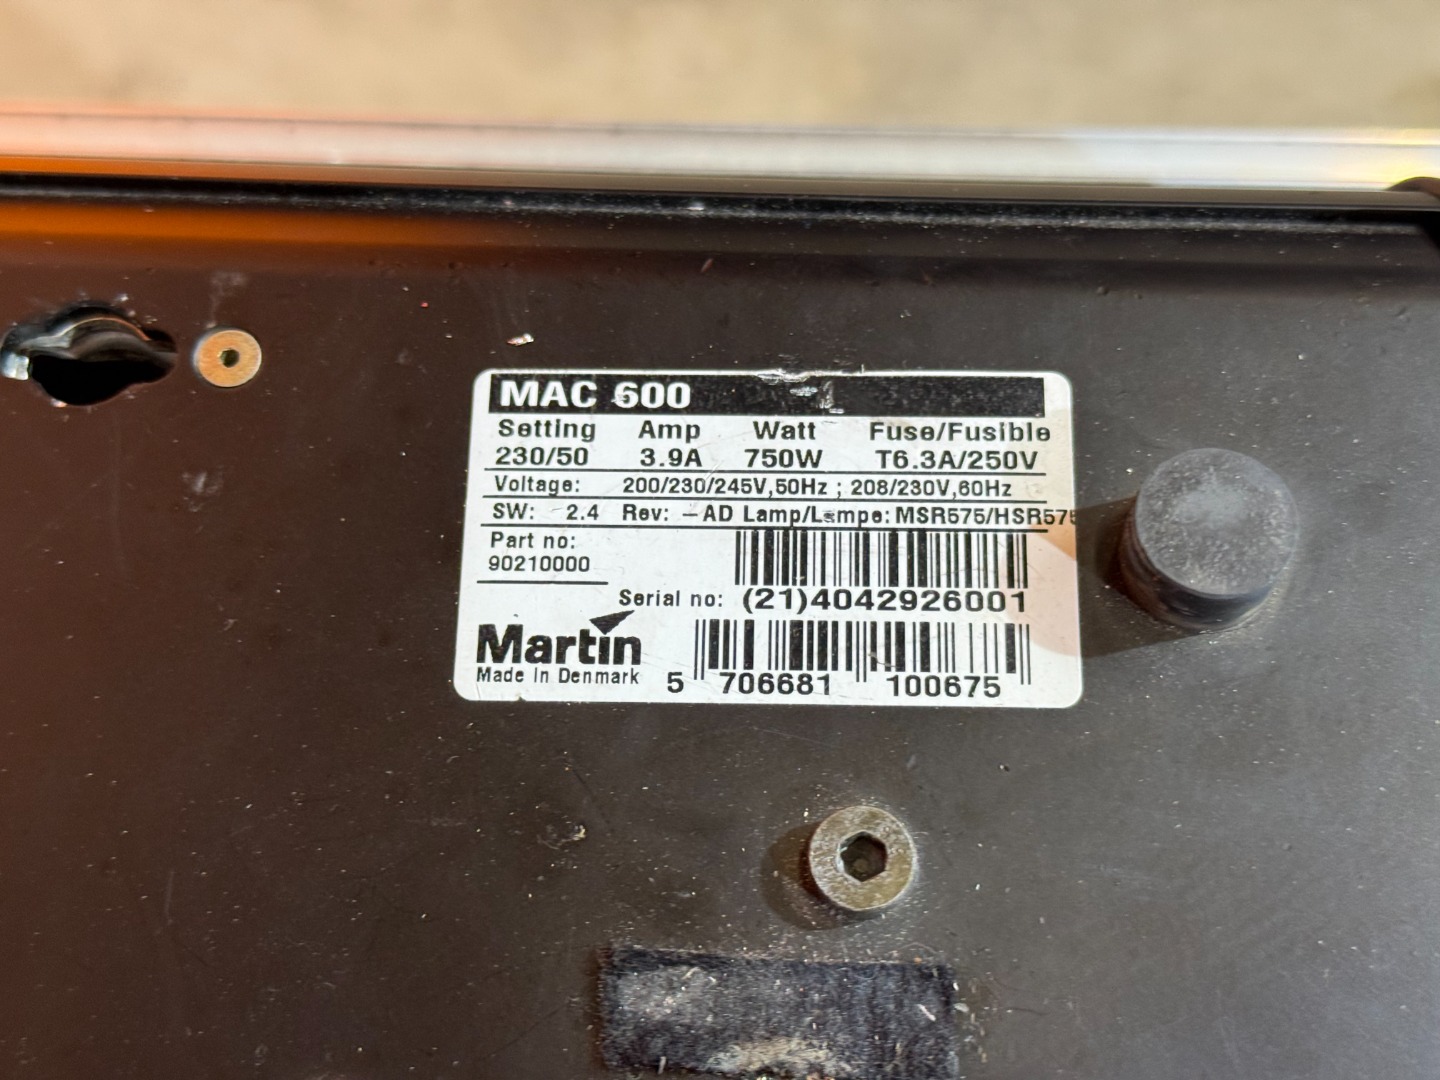 MAC 600
Setting Amp Watt Fuse/Fusible
230/50 3.9A 750W T6.3A/250V
Voltage: 200/230/245V,50Hz ; 208/230V,60Hz
SW: 2.4 Rev: -AD Lamp/Lampe: MSR575/HSR575
Part no:
90210000
Serial no: (21)4042926001
Martin
Made in Denmark
5 706681 100675